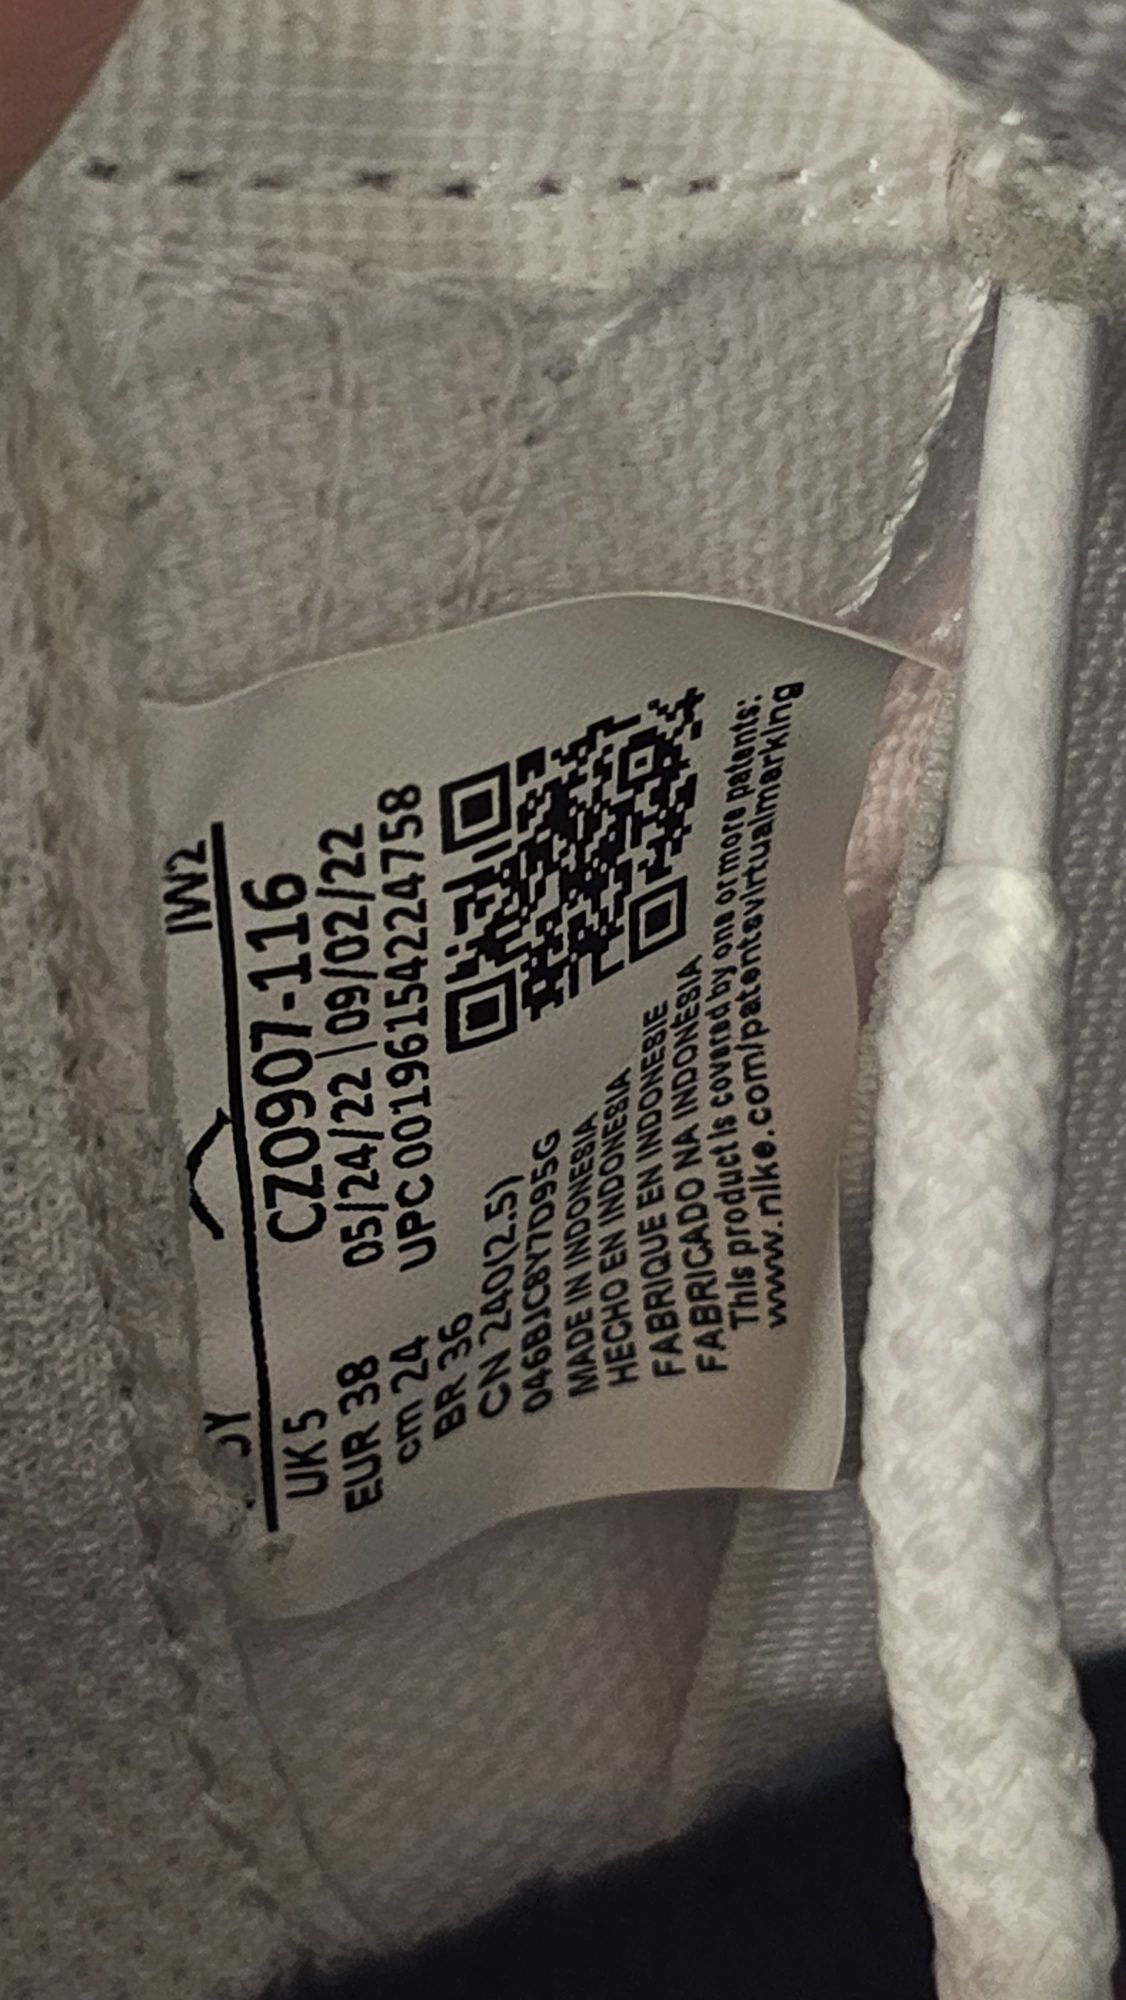 IW2
UK 5
CZ0907-116
EUR 38
05/24/22 | 09/02/22
cm 24
UPC 00196154224758
BR 36
CN 240(2.5)
046BJC8Y7D95G
MADE IN INDONESIA
HECHO EN INDONESIA
FABRIQUE EN INDONESIE
FABRICADO NA INDONÉSIA
This product is covered by one or more patents:
www.nike.com/patentevirtualmarking